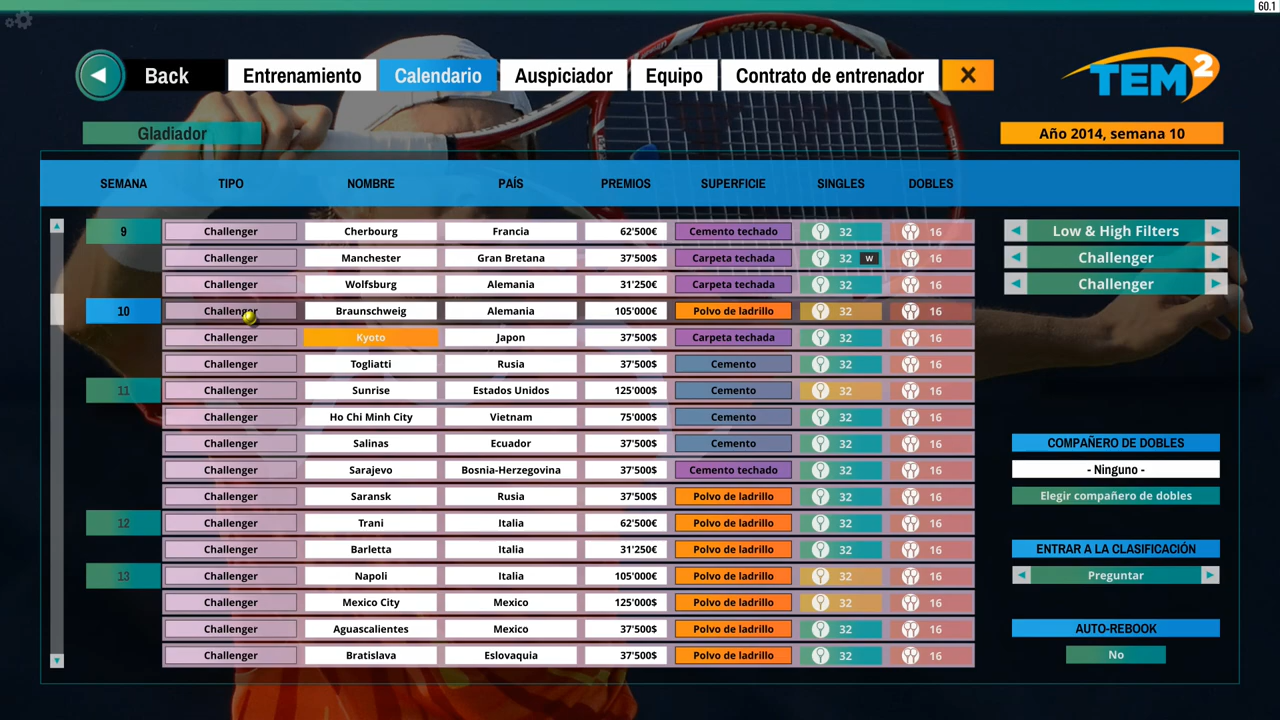 60.1
Back Entrenamiento Calendario Auspiciador Equipo Contrato de entrenador X TEM2
Gladiador Año 2014, semana 10
SEMANA TIPO NOMBRE PAÍS PREMIOS SUPERFICIE SINGLES DOBLES
9 Challenger Cherbourg Francia 62'500€ Cemento techado 32 16 Low & High Filters
Challenger Manchester Gran Bretana 37'500$ Carpeta techada 32 W 16 Challenger
Challenger Wolfsburg Alemania 31'250€ Carpeta techada 32 16 Challenger
10 Challenger Braunschweig Alemania 105'000€ Polvo de ladrillo 32 16
Challenger Kyoto Japon 37'500$ Carpeta techada 32 16
Challenger Togliatti Rusia 37'500$ Cemento 32 16
11 Challenger Sunrise Estados Unidos 125'000$ Cemento 32 16
Challenger Ho Chi Minh City Vietnam 75'000$ Cemento 32 16
Challenger Salinas Ecuador 37'500$ Cemento 32 16 COMPAÑERO DE DOBLES
Challenger Sarajevo Bosnia-Herzegovina 37'500$ Cemento techado 32 16 - Ninguno -
Challenger Saransk Rusia 37'500$ Polvo de ladrillo 32 16 Elegir compañero de dobles
12 Challenger Trani Italia 62'500€ Polvo de ladrillo 32 16
Challenger Barletta Italia 31'250€ Polvo de ladrillo 32 16 ENTRAR A LA CLASIFICACIÓN
13 Challenger Napoli Italia 105'000€ Polvo de ladrillo 32 16 Preguntar
Challenger Mexico City Mexico 125'000$ Polvo de ladrillo 32 16
Challenger Aguascalientes Mexico 37'500$ Polvo de ladrillo 32 16 AUTO-REBOOK
Challenger Bratislava Eslovaquia 37'500$ Polvo de ladrillo 32 16 No